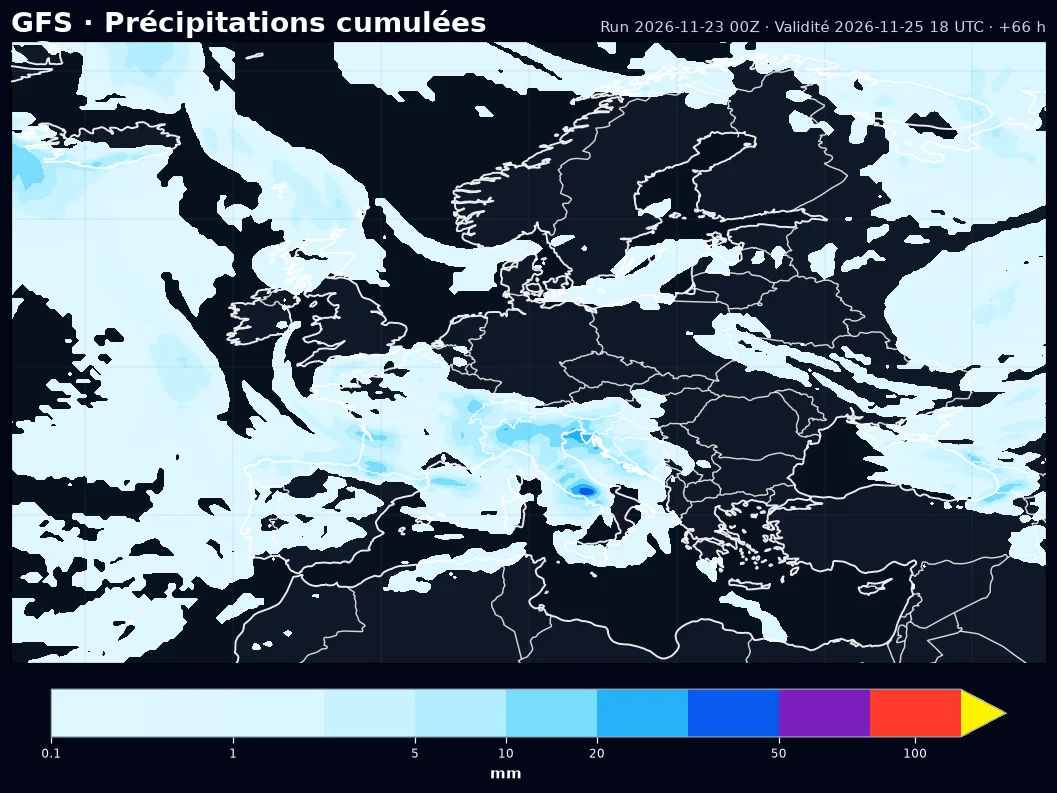 GFS · Précipitations cumulées
Run 2026-11-23 00Z · Validité 2026-11-25 18 UTC · +66 h
0.1 1 5 10 20 50 100
mm